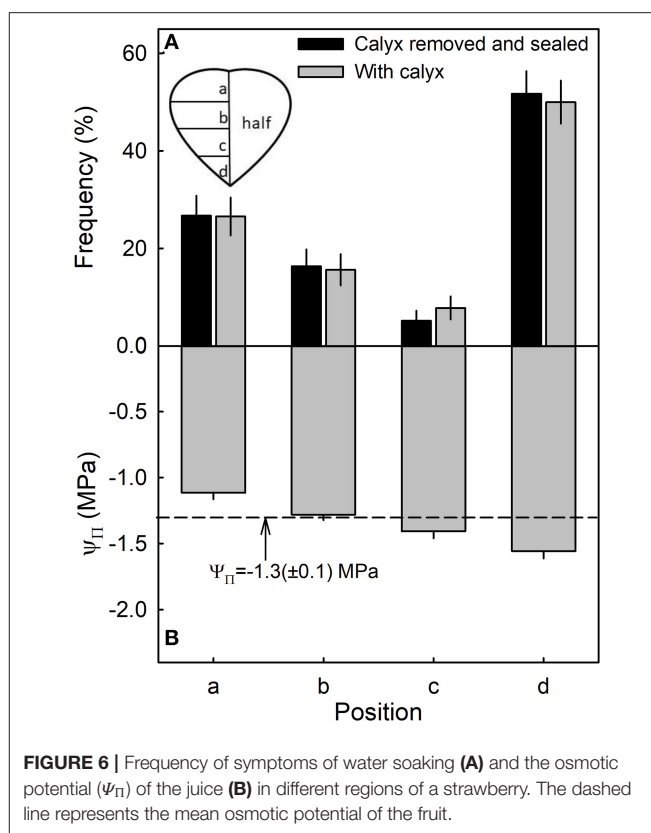 A
Calyx removed and sealed
With calyx
60
40
20
0.0
-0.5
-1.0
-1.5
-2.0
Frequency (%)
Ψ_Π (MPa)
a
b
c
d
half
Ψ_Π=-1.3(±0.1) MPa
B
a b c d
Position
FIGURE 6 | Frequency of symptoms of water soaking (A) and the osmotic
potential (Ψ_Π) of the juice (B) in different regions of a strawberry. The dashed
line represents the mean osmotic potential of the fruit.